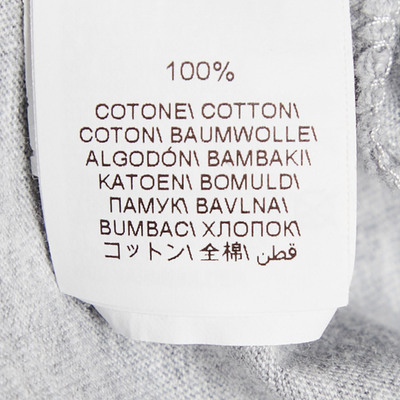 100%
COTONE\ COTTON\
COTON\ BAUMWOLLE\
ALGODÓN\ BAMBAKI\
KATOEN\ BOMULD\
ПАМУК\ BAVLNA\
BUMBAC\ ХЛОПОК\
コットン\ 全棉\ قطن